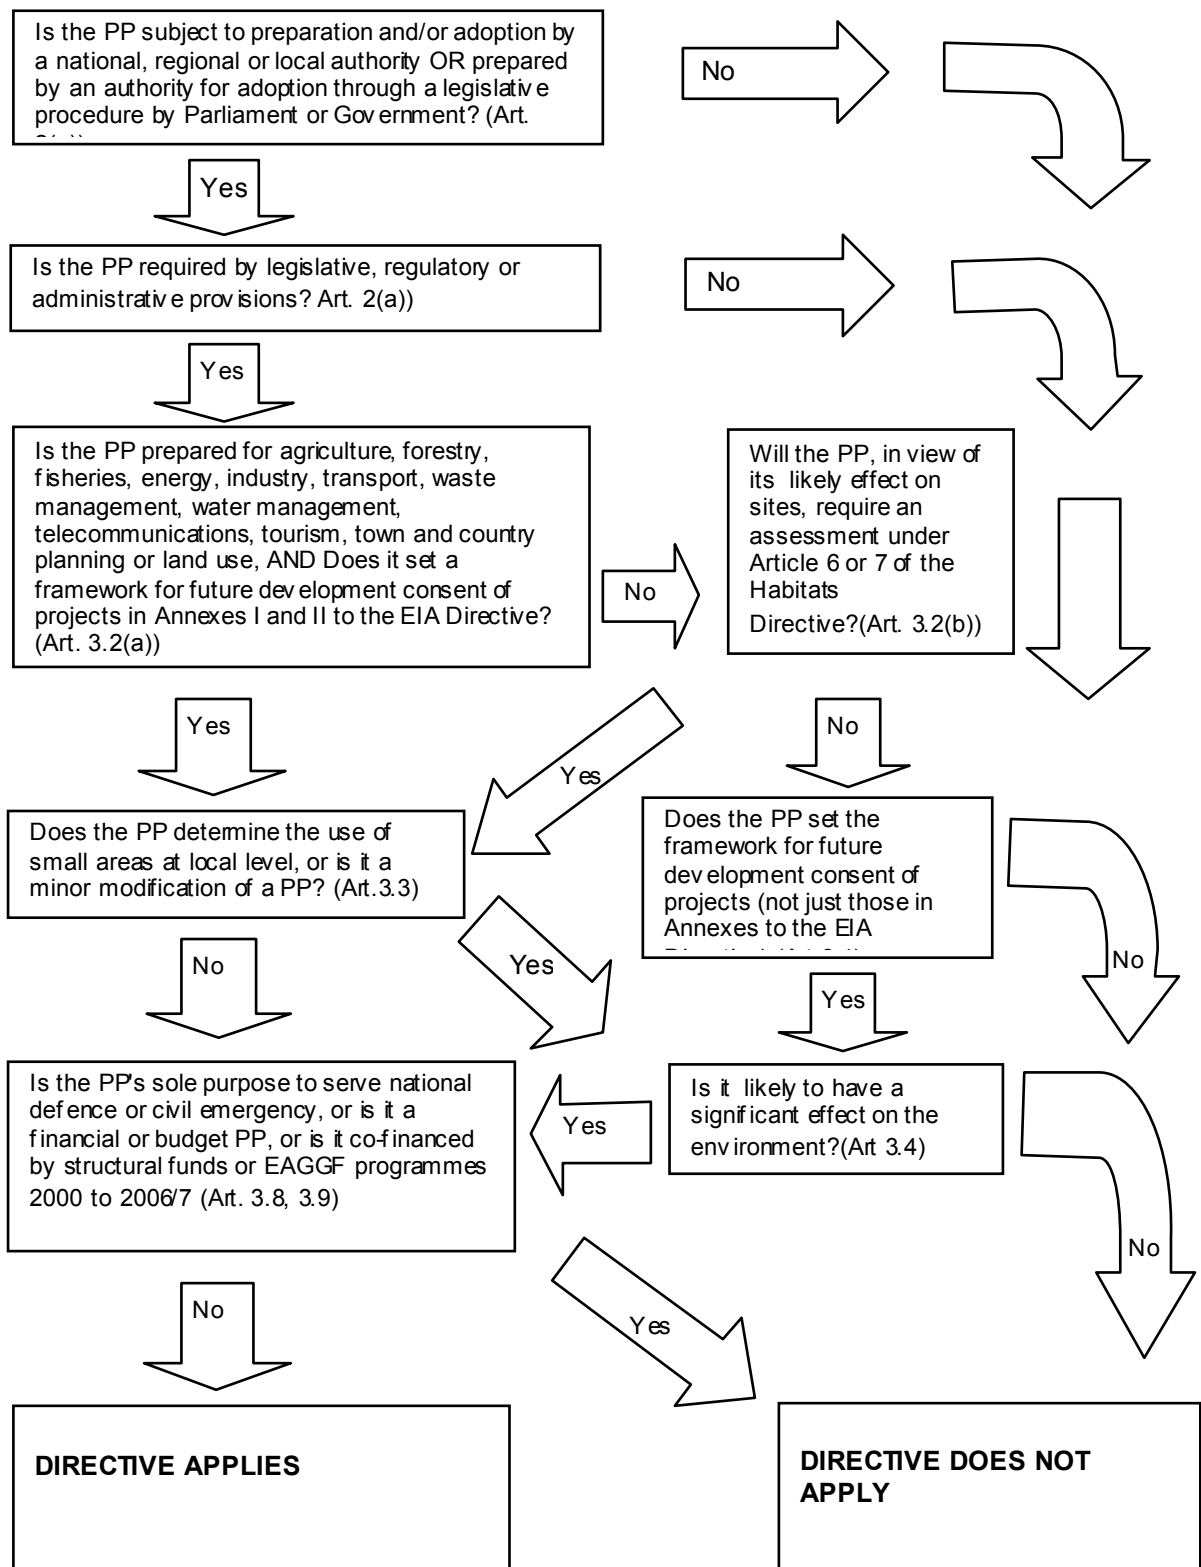 Is the PP subject to preparation and/or adoption by
a national, regional or local authority OR prepared
by an authority for adoption through a legislative
procedure by Parliament or Government? (Art.
No
Yes
Is the PP required by legislative, regulatory or
administrative provisions? Art. 2(a))
No
Yes
Is the PP prepared for agriculture, forestry,
fisheries, energy, industry, transport, waste
management, water management,
telecommunications, tourism, town and country
planning or land use, AND Does it set a
framework for future development consent of
projects in Annexes I and II to the EIA Directive?
(Art. 3.2(a))
No
Will the PP, in view of
its likely effect on
sites, require an
assessment under
Article 6 or 7 of the
Habitats
Directive?(Art. 3.2(b))
Yes
Yes
No
Does the PP determine the use of
small areas at local level, or is it a
minor modification of a PP? (Art.3.3)
Does the PP set the
framework for future
development consent of
projects (not just those in
Annexes to the EIA
No
No
Yes
Yes
Is the PP's sole purpose to serve national
defence or civil emergency, or is it a
financial or budget PP, or is it co-financed
by structural funds or EAGGF programmes
2000 to 2006/7 (Art. 3.8, 3.9)
Yes
Is it likely to have a
significant effect on the
environment?(Art 3.4)
No
No
Yes
DIRECTIVE APPLIES
DIRECTIVE DOES NOT
APPLY